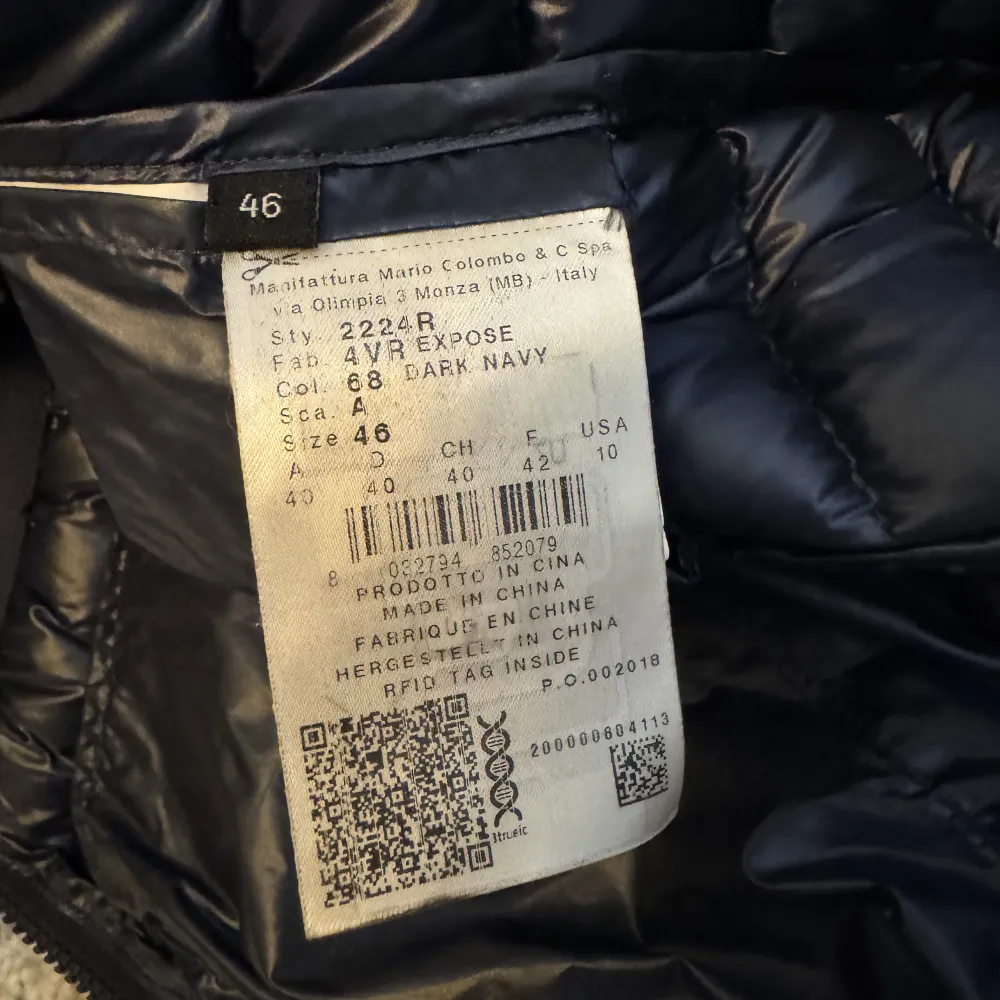 46
Manifattura Mario Colombo & C Spa
via Olimpia 3 Monza (MB) - Italy
Sty. 2224R
Fab. 4VR EXPOSE
Col. 68 DARK NAVY
Sca. A
Size 46
A D CH F USA
40 40 40 42 10
8 032794 852079
PRODOTTO IN CINA
MADE IN CHINA
FABRIQUE EN CHINE
HERGESTELLT IN CHINA
RFID TAG INSIDE
P.O.002018
200000604113